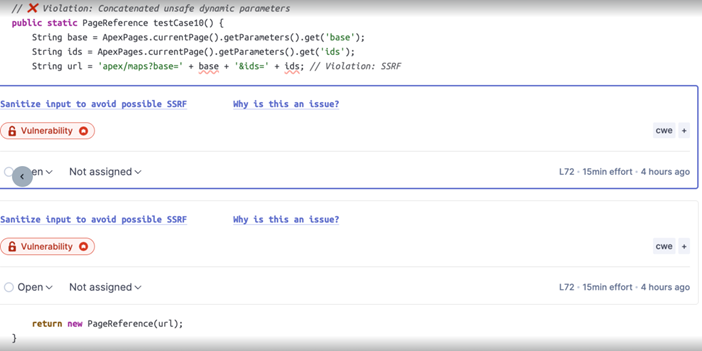 // ❌ Violation: Concatenated unsafe dynamic parameters
public static PageReference testCase10() {
    String base = ApexPages.currentPage().getParameters().get('base');
    String ids = ApexPages.currentPage().getParameters().get('ids');
    String url = 'apex/maps?base=' + base + '&ids=' + ids; // Violation: SSRF
Sanitize input to avoid possible SSRF Why is this an issue?
Vulnerability cwe +
en Not assigned L72 · 15min effort · 4 hours ago
Sanitize input to avoid possible SSRF Why is this an issue?
Vulnerability cwe +
Open Not assigned L72 · 15min effort · 4 hours ago
    return new PageReference(url);
}